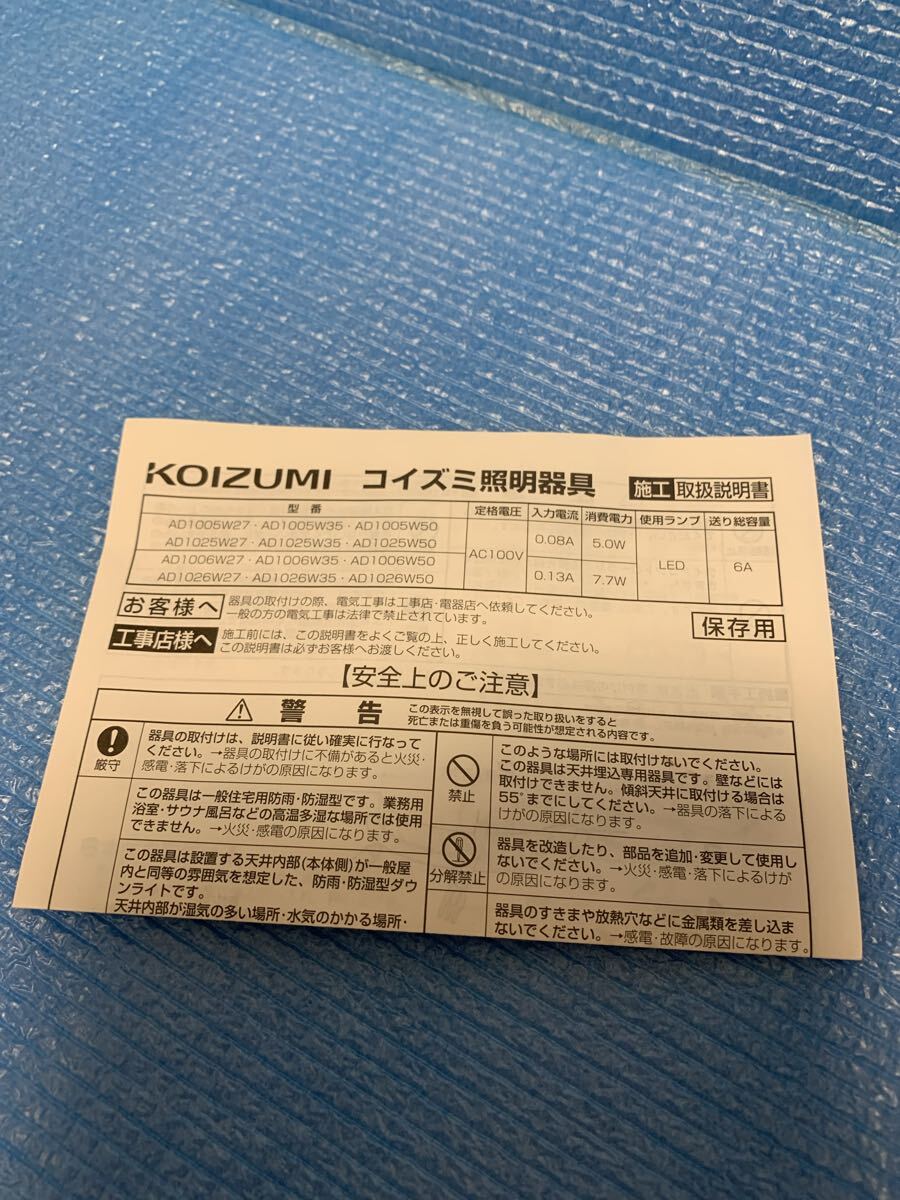 KOIZUMI コイズミ照明器具 施工 取扱説明書
型番 定格電圧 入力電流 消費電力 使用ランプ 送り総容量
AD1005W27・AD1005W35・AD1005W50
AD1025W27・AD1025W35・AD1025W50
0.08A 5.0W
AC100V LED 6A
AD1006W27・AD1006W35・AD1006W50
AD1026W27・AD1026W35・AD1026W50
0.13A 7.7W
お客様へ
器具の取付けの際、電気工事は工事店・電器店へ依頼してください。
一般の方の電気工事は法律で禁止されています。
工事店様へ
施工前には、この説明書をよくご覧の上、正しく施工してください。
この説明書は必ずお客様へお渡しください。
保存用
【安全上のご注意】
警告
この表示を無視して誤った取り扱いをすると
死亡または重傷を負う可能性が想定される内容です。
厳守
器具の取付けは、説明書に従い確実に行なって
ください。→器具の取付けに不備があると火災・
感電・落下によるけがの原因になります。
この器具は一般住宅用防雨・防湿型です。業務用
浴室・サウナ風呂などの高温多湿な場所では使用
できません。→火災・感電の原因になります。
この器具は設置する天井内部(本体側)が一般屋
内と同等の雰囲気を想定した、防雨・防湿型ダウ
ンライトです。
天井内部が湿気の多い場所・水気のかかる場所・
禁止
このような場所には取付けないでください。
この器具は天井埋込専用器具です。壁などには
取付けできません。傾斜天井に取付ける場合は
55°までにしてください。→器具の落下による
けがの原因になります。
分解禁止
器具を改造したり、部品を追加・変更して使用し
ないでください。→火災・感電・落下によるけが
の原因になります。
器具のすきまや放熱穴などに金属類を差し込ま
ないでください。→感電・故障の原因になります。